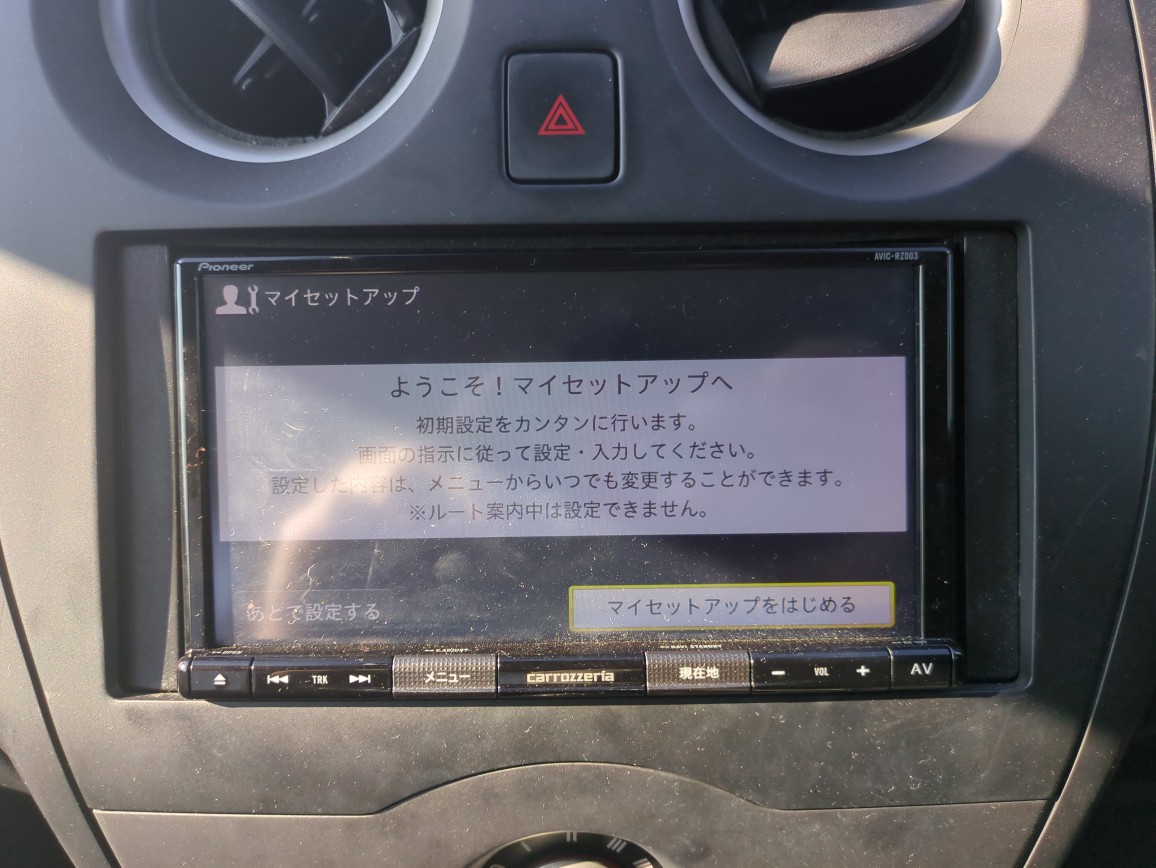 Pioneer
AVIC-RZ003
マイセットアップ
ようこそ！マイセットアップへ
初期設定をカンタンに行います。
画面の指示に従って設定・入力してください。
設定した内容は、メニューからいつでも変更することができます。
※ルート案内中は設定できません。
あとで設定する
マイセットアップをはじめる
NAVI STANDBY
TRK
メニュー
carrozzeria
現在地
VOL
AV